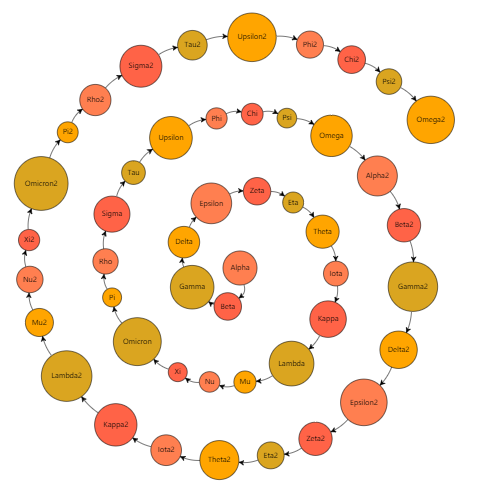 Alpha
Beta
Gamma
Delta
Epsilon
Zeta
Eta
Theta
Iota
Kappa
Lambda
Mu
Nu
Xi
Omicron
Pi
Rho
Sigma
Tau
Upsilon
Phi
Chi
Psi
Omega
Alpha2
Beta2
Gamma2
Delta2
Epsilon2
Zeta2
Eta2
Theta2
Iota2
Kappa2
Lambda2
Mu2
Nu2
Xi2
Omicron2
Pi2
Rho2
Sigma2
Tau2
Upsilon2
Phi2
Chi2
Psi2
Omega2